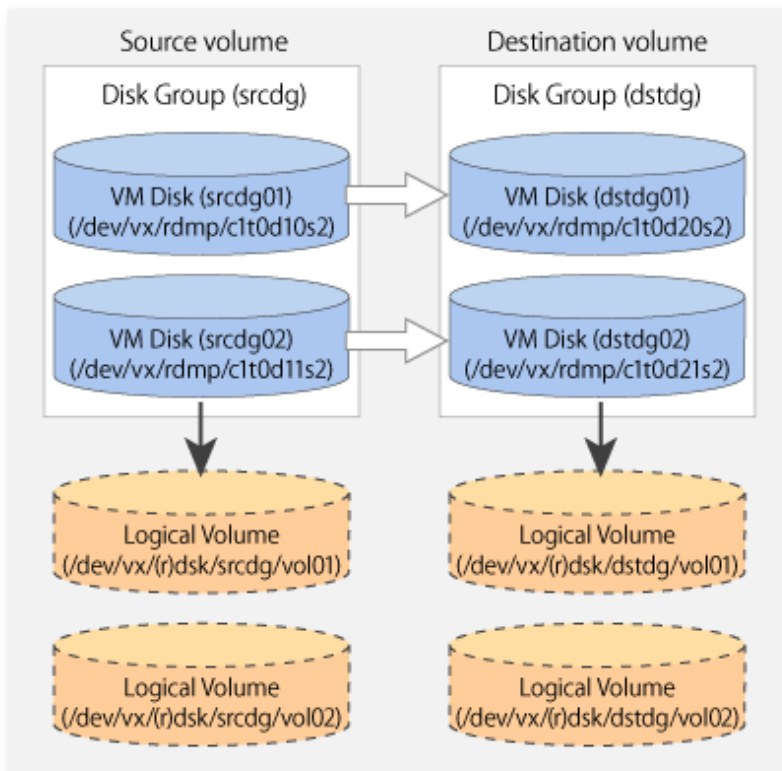 Source volume
Destination volume
Disk Group (srcdg)
Disk Group (dstdg)
VM Disk (srcdg01)
(/dev/vx/rdmp/c1t0d10s2)
VM Disk (dstdg01)
(/dev/vx/rdmp/c1t0d20s2)
VM Disk (srcdg02)
(/dev/vx/rdmp/c1t0d11s2)
VM Disk (dstdg02)
(/dev/vx/rdmp/c1t0d21s2)
Logical Volume
(/dev/vx/(r)dsk/srcdg/vol01)
Logical Volume
(/dev/vx/(r)dsk/dstdg/vol01)
Logical Volume
(/dev/vx/(r)dsk/srcdg/vol02)
Logical Volume
(/dev/vx/(r)dsk/dstdg/vol02)